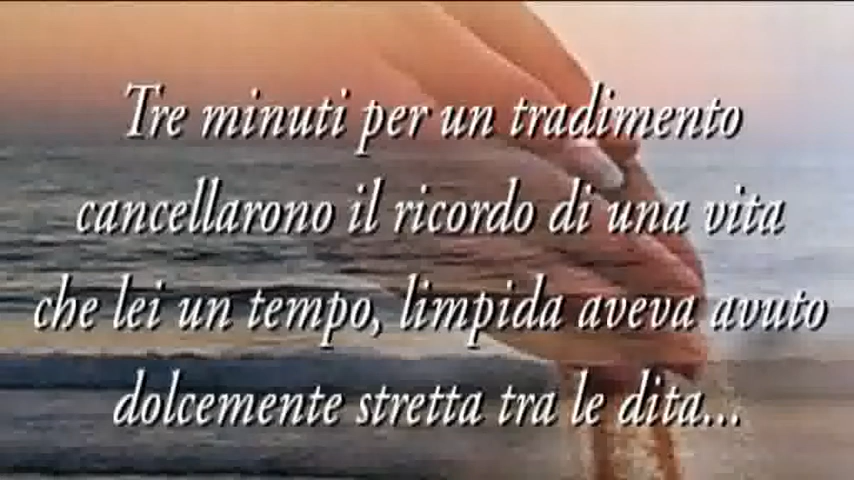 Tre minuti per un tradimento
cancellarono il ricordo di una vita
che lei un tempo, limpida aveva avuto
dolcemente stretta tra le dita...